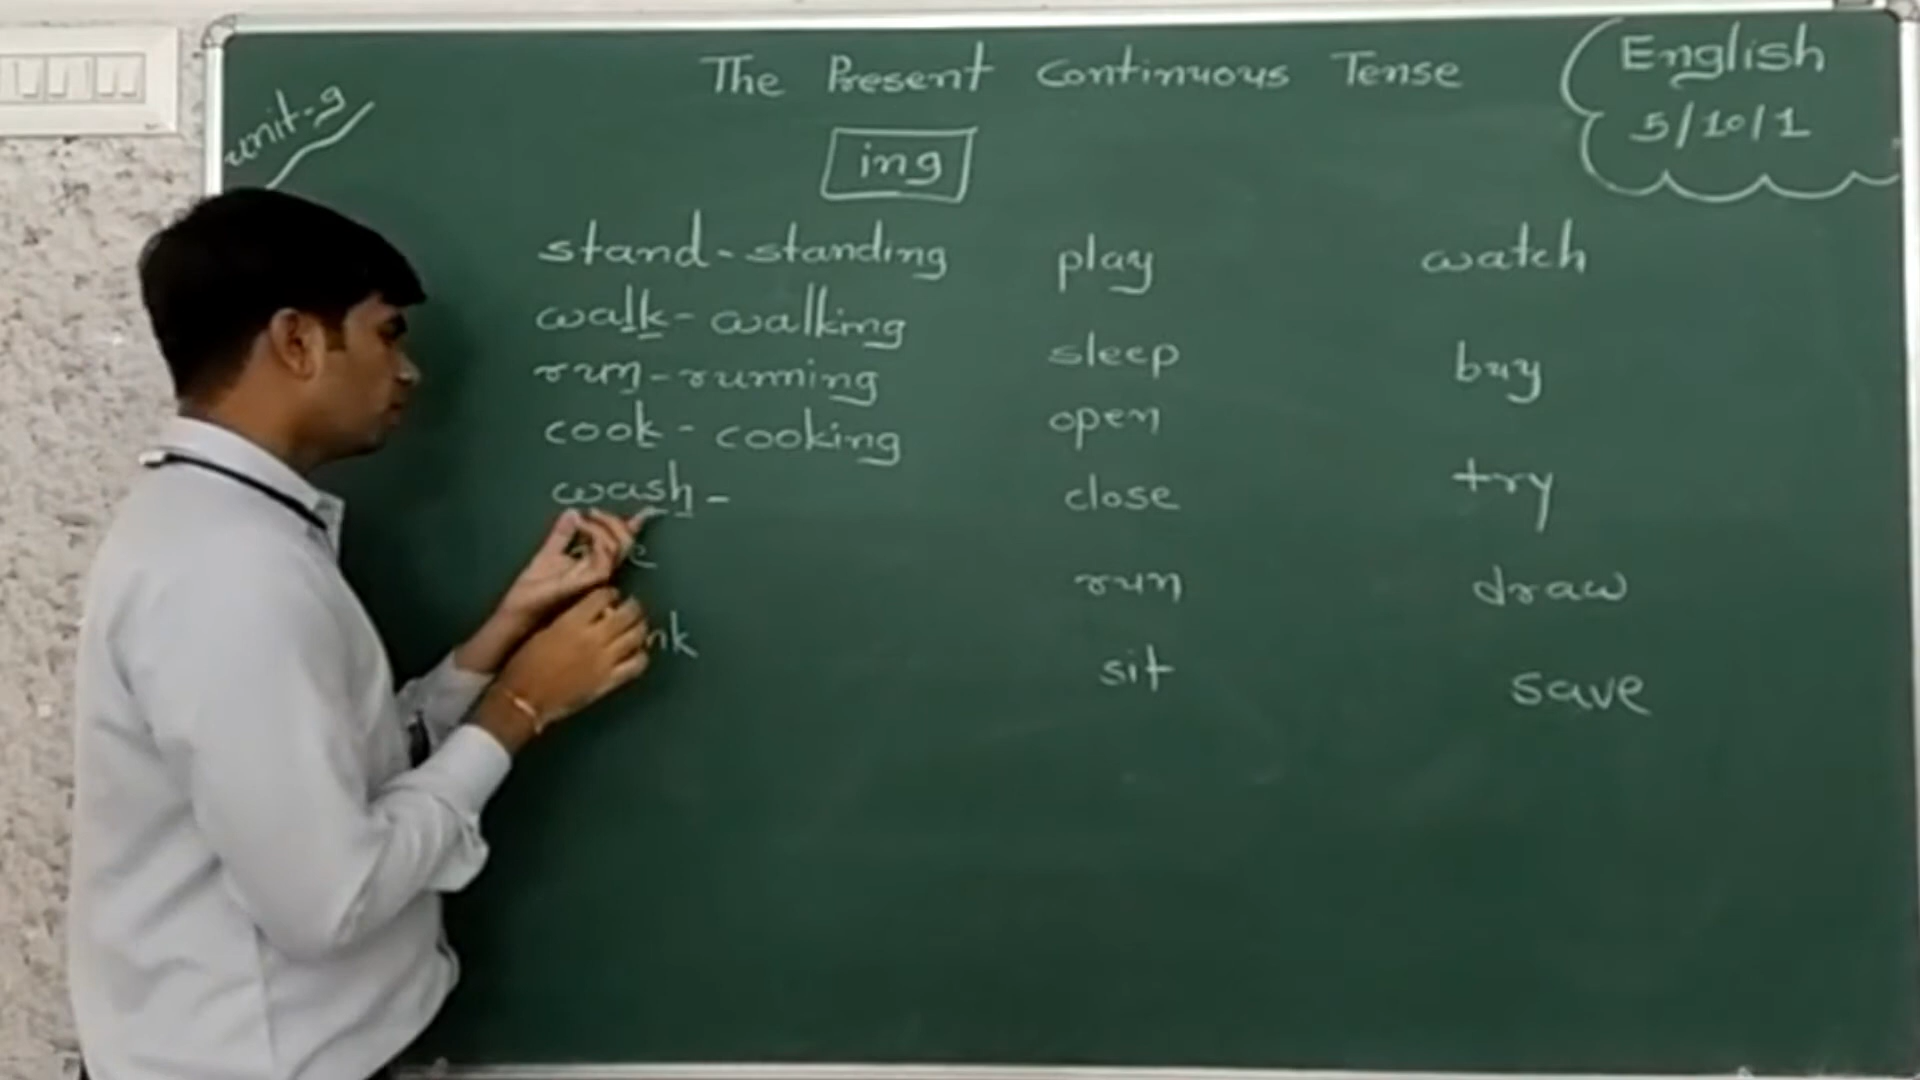 The Present Continuous Tense
English
5/10/1
unit-9
ing
stand - standing
walk - walking
run - running
cook - cooking
wash -
play
sleep
open
close
run
sit
watch
buy
try
draw
save